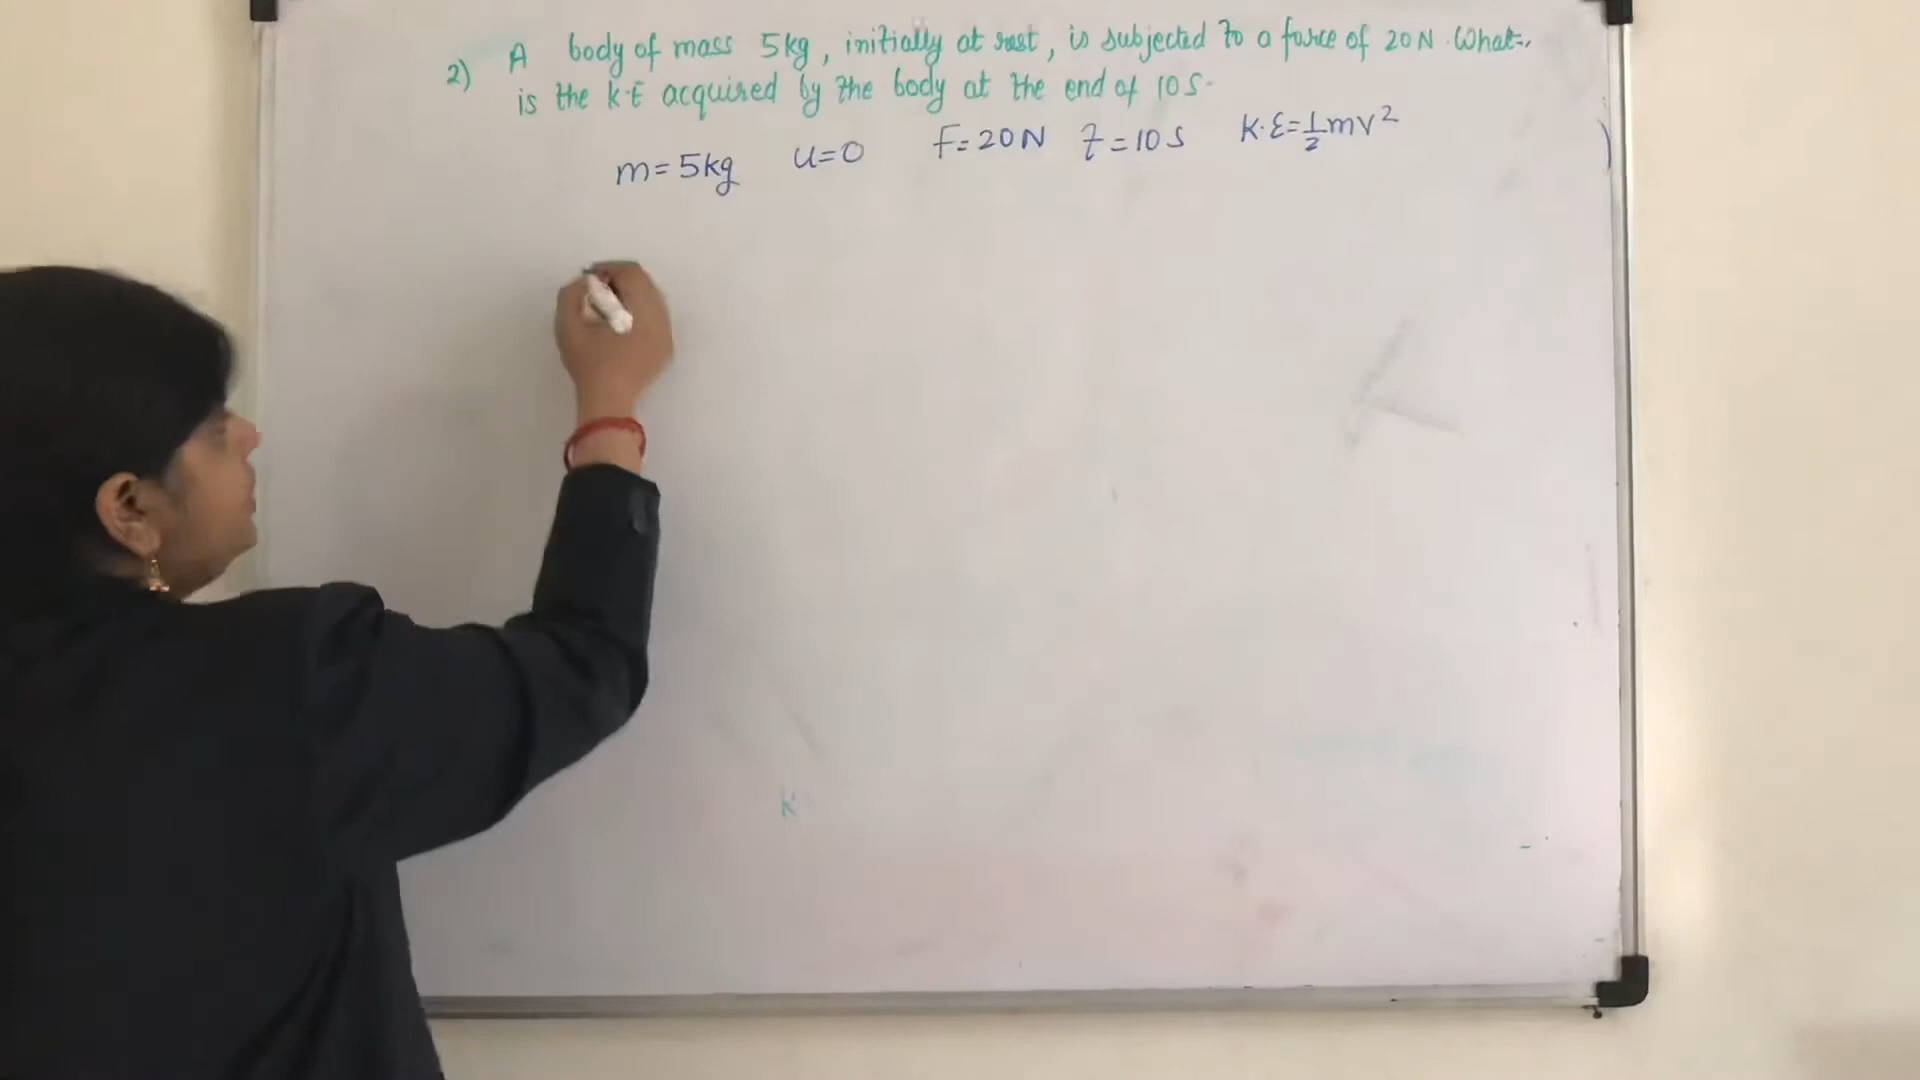 2) A body of mass 5kg, initially at rest, is subjected to a force of 20N. What
is the K.E acquired by the body at the end of 10S.
m=5kg u=0 F=20N t=10S K.E=1/2mv²
K